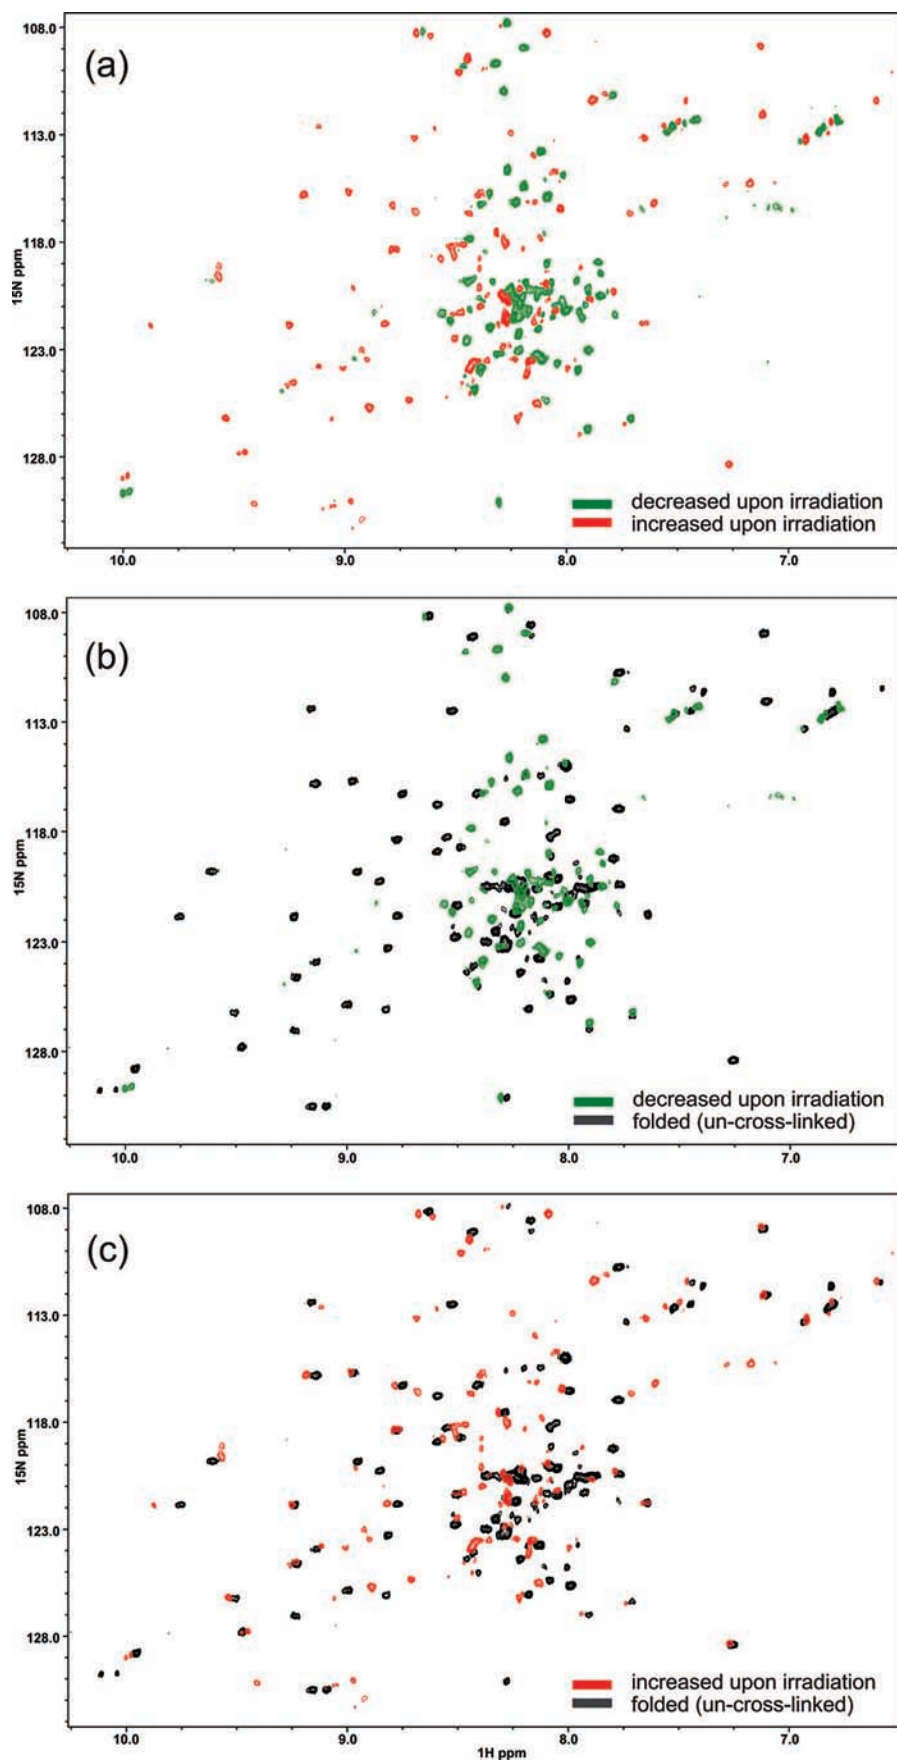 108.0
(a)
113.0
118.0
15N ppm
123.0
128.0
decreased upon irradiation
increased upon irradiation
10.0 9.0 8.0 7.0
108.0
(b)
113.0
118.0
15N ppm
123.0
128.0
decreased upon irradiation
folded (un-cross-linked)
10.0 9.0 8.0 7.0
108.0
(c)
113.0
118.0
15N ppm
123.0
128.0
increased upon irradiation
folded (un-cross-linked)
10.0 9.0 8.0 7.0
1H ppm